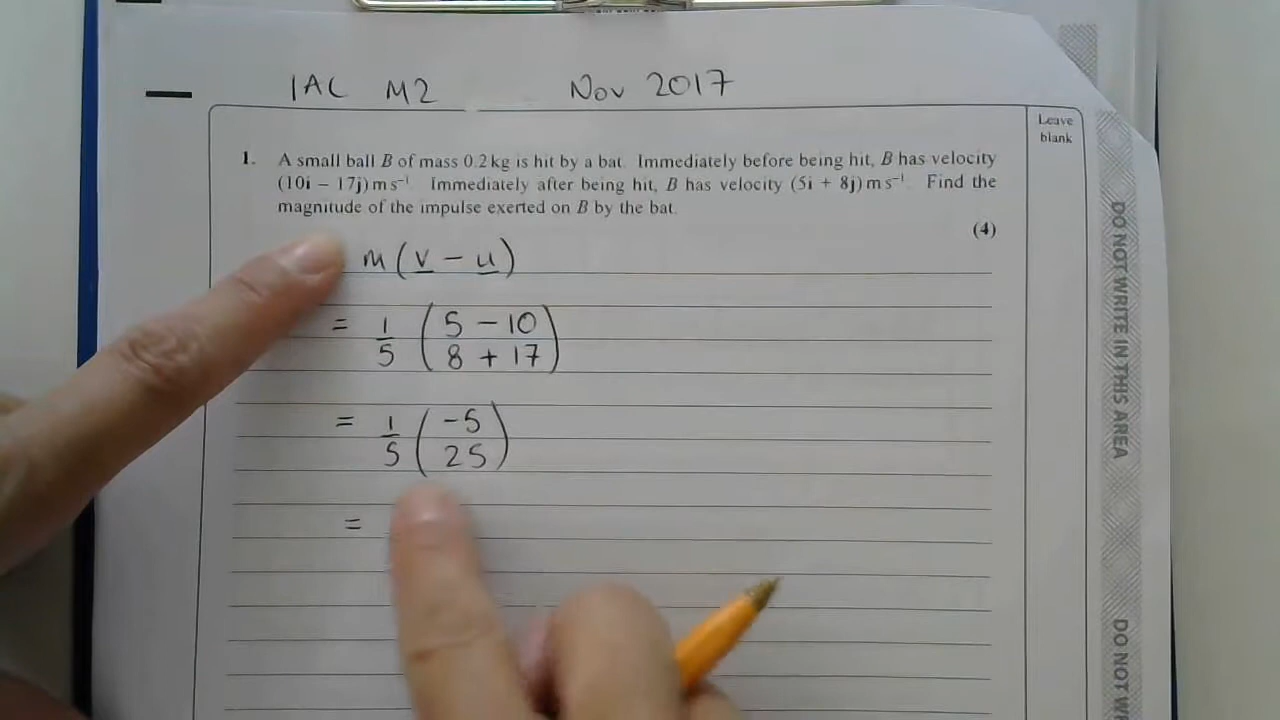 IAL M2 Nov 2017
Leave
blank
1. A small ball B of mass 0.2 kg is hit by a bat. Immediately before being hit, B has velocity
(10i − 17j) m s⁻¹. Immediately after being hit, B has velocity (5i + 8j) m s⁻¹. Find the
magnitude of the impulse exerted on B by the bat.
(4)
m(v − u)
= 1/5 (5 − 10
8 + 17)
= 1/5 (−5
25)
=
DO NOT WRITE IN THIS AREA
DO NOT